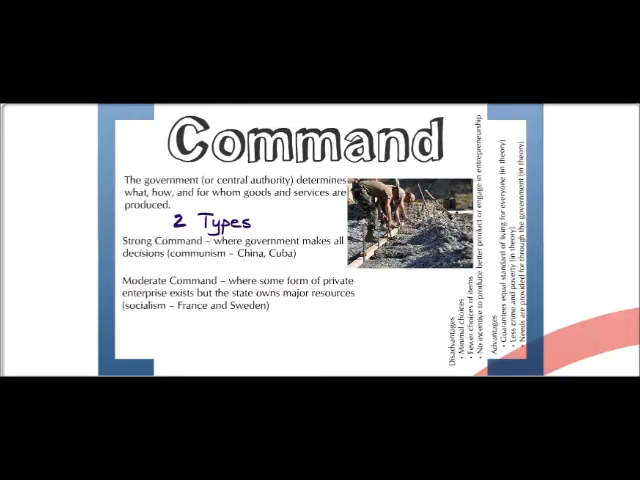 Command
The government (or central authority) determines
what, how, and for whom goods and services are
produced.
2 Types
Strong Command – where government makes all
decisions (communism – China, Cuba)
Moderate Command – where some form of private
enterprise exists but the state owns major resources
(socialism – France and Sweden)
Disadvantages
• Minimal choices
• Fewer choices of items
• No incentive to produce better product or engage in entrepreneurship
Advantages
• Guarantees equal standard of living for everyone (in theory)
• Less crime and poverty (in theory)
• Needs are provided for through the government (in theory)